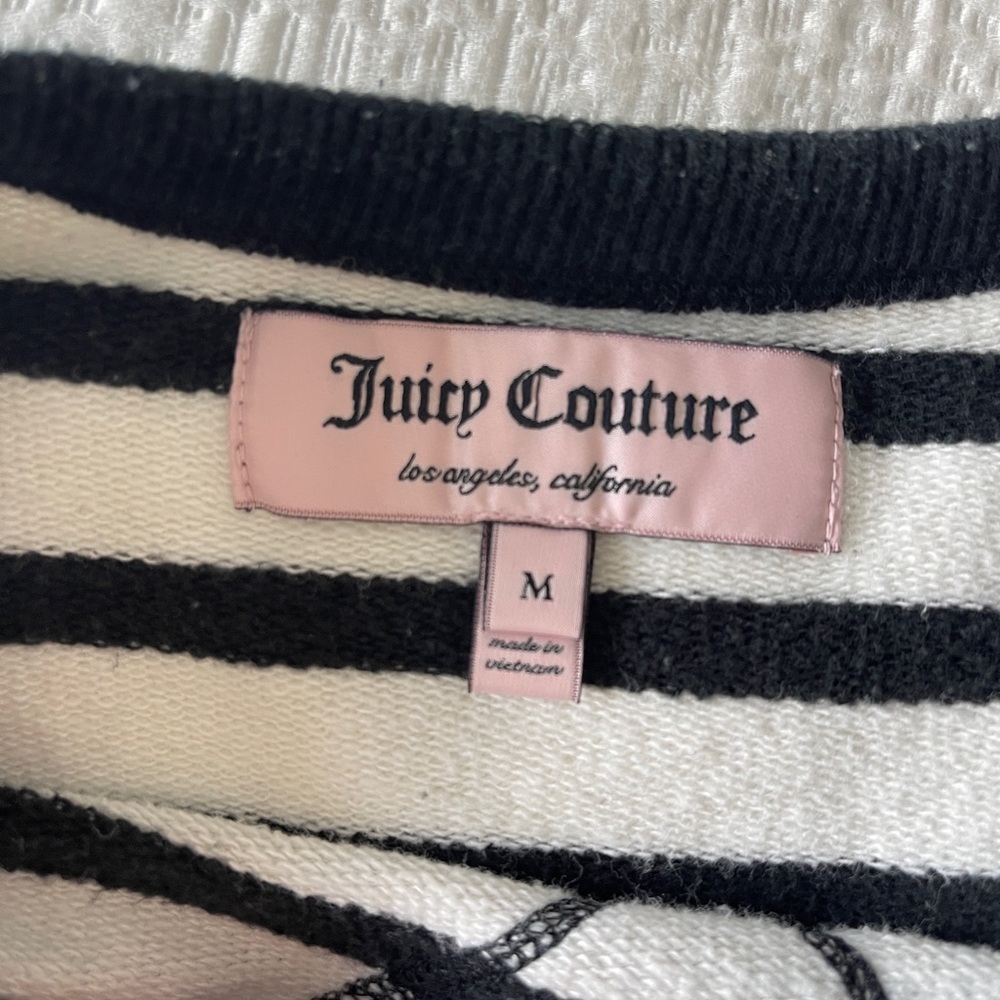 Juicy Couture
los angeles, california
M
made in
vietnam